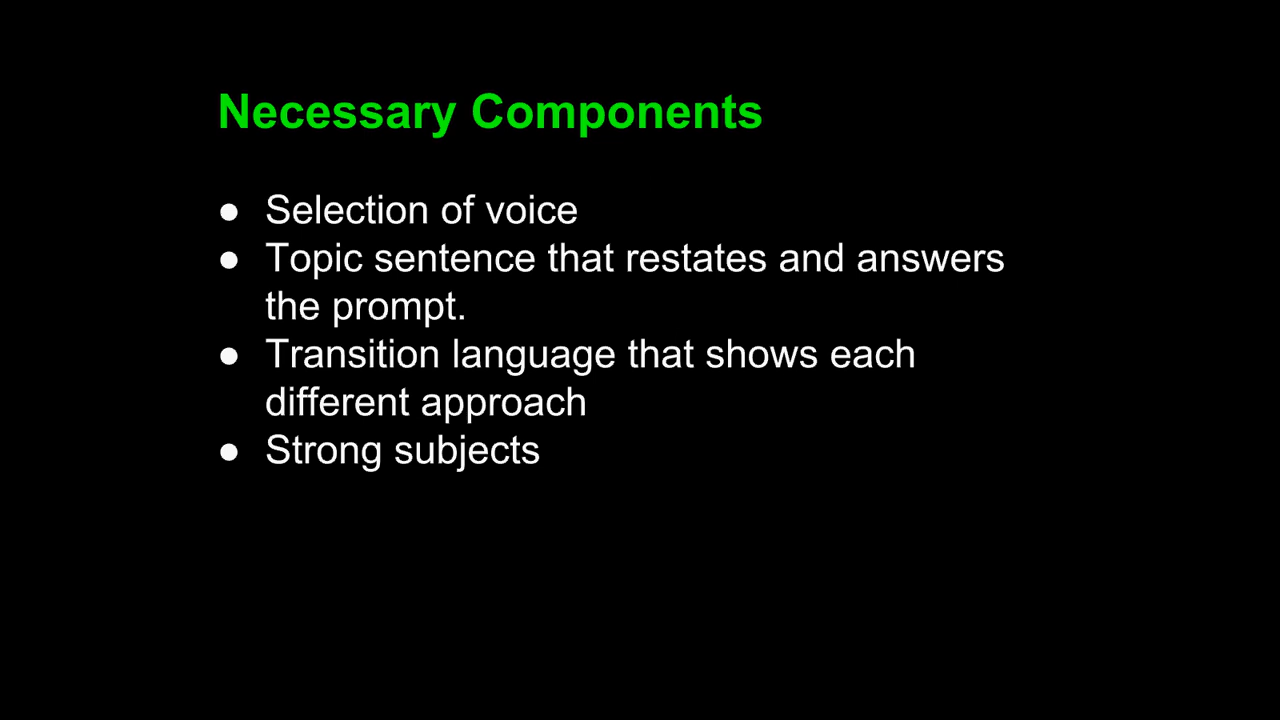 Necessary Components
● Selection of voice
● Topic sentence that restates and answers
the prompt.
● Transition language that shows each
different approach
● Strong subjects